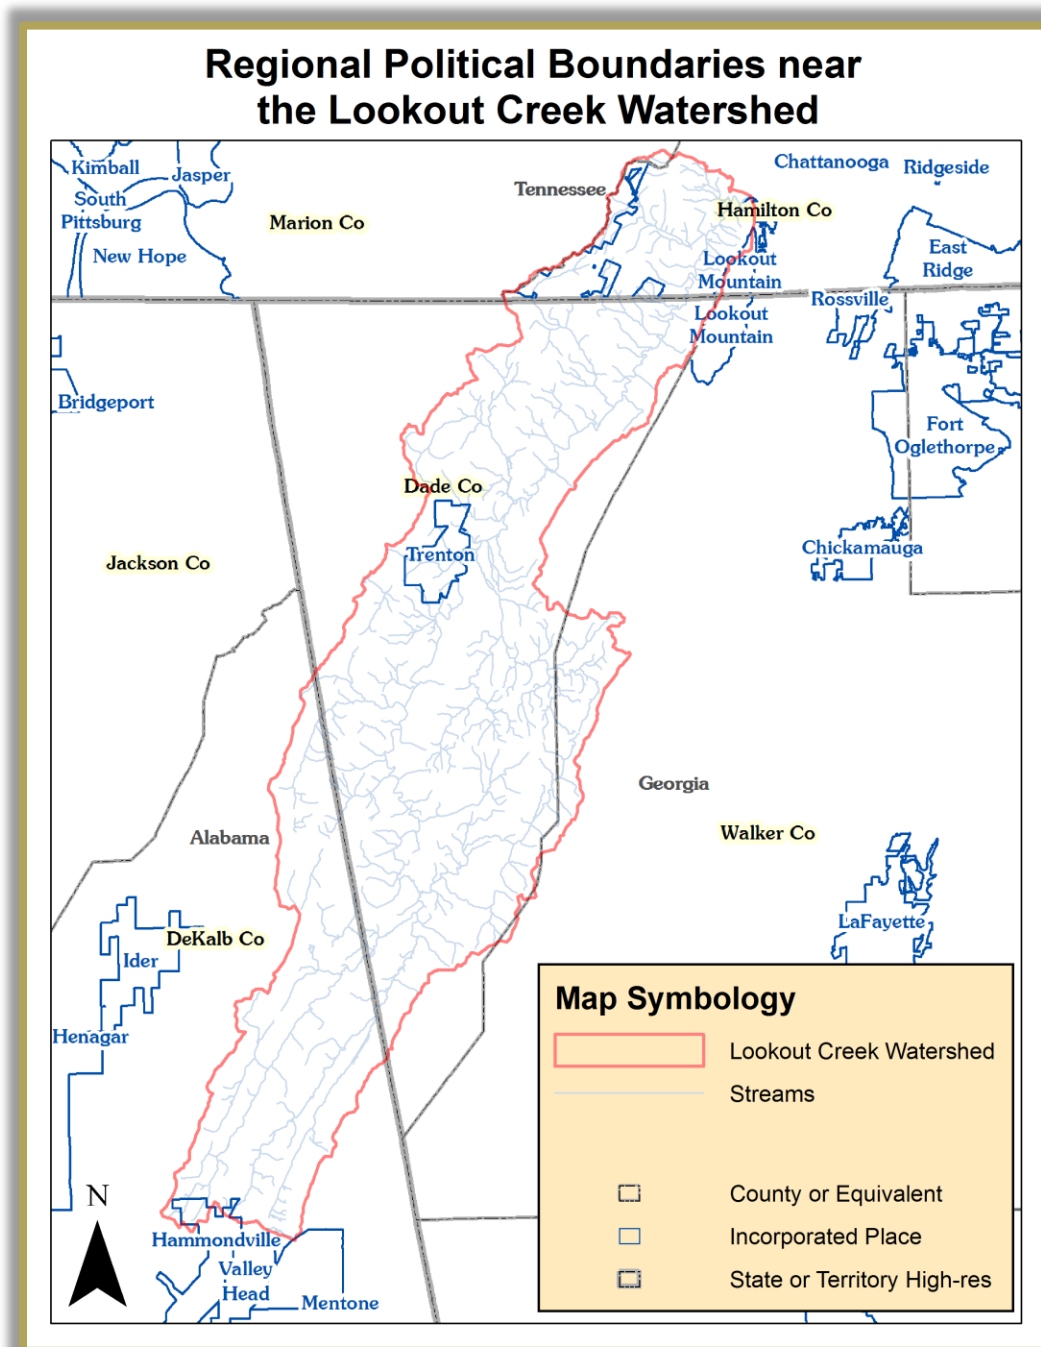 Regional Political Boundaries near
the Lookout Creek Watershed
Kimball
Jasper
South
Pittsburg
New Hope
Marion Co
Tennessee
Chattanooga
Ridgeside
Hamilton Co
East
Ridge
Lookout
Mountain
Lookout
Mountain
Rossville
Bridgeport
Fort
Oglethorpe
Dade Co
Trenton
Chickamauga
Jackson Co
Georgia
Alabama
Walker Co
LaFayette
DeKalb Co
Ider
Henagar
Map Symbology
Lookout Creek Watershed
Streams
County or Equivalent
Incorporated Place
State or Territory High-res
N
Hammondville
Valley
Head
Mentone